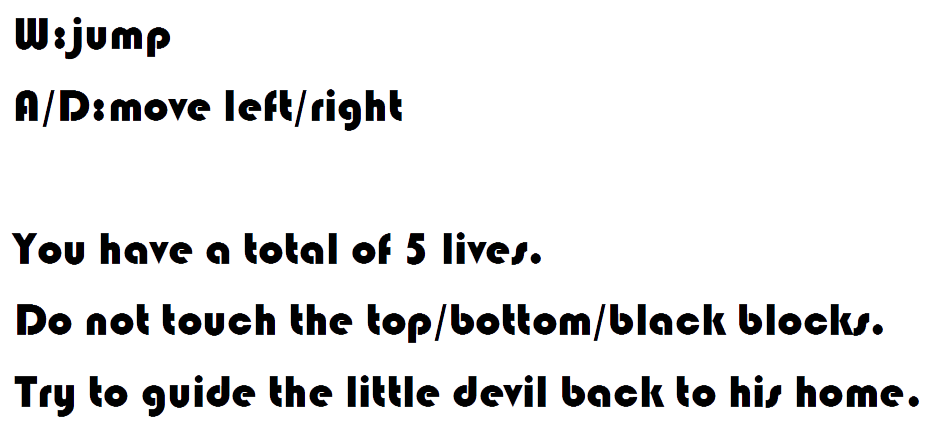 W:jump
A/D:move left/right
You have a total of 5 lives.
Do not touch the top/bottom/black blocks.
Try to guide the little devil back to his home.